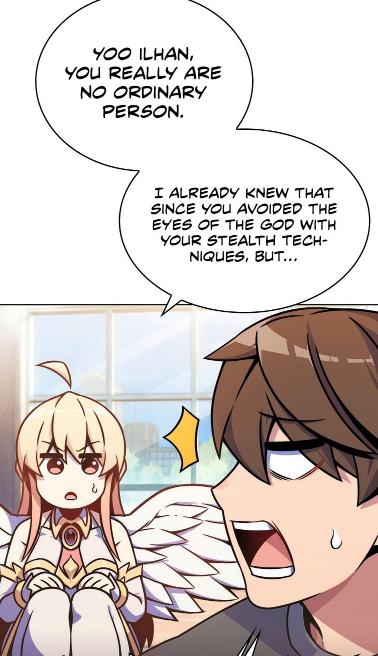 YOO ILHAN,
YOU REALLY ARE
NO ORDINARY
PERSON.
I ALREADY KNEW THAT
SINCE YOU AVOIDED THE
EYES OF THE GOD WITH
YOUR STEALTH TECH-
NIQUES, BUT...